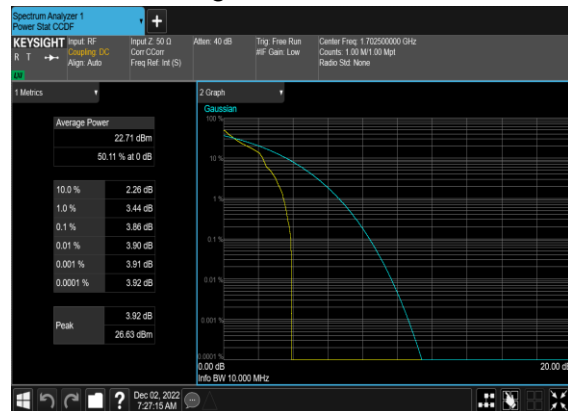 Spectrum Analyzer 1
Power Stat CCDF
+
KEYSIGHT
R T
LXI
Input: RF
Coupling: DC
Align: Auto
Input Z: 50 Ω
Corr CCorr
Freq Ref: Int (S)
Atten: 40 dB
Trig: Free Run
#IF Gain: Low
Center Freq: 1.702500000 GHz
Counts: 1.00 M/1.00 Mpt
Radio Std: None
1 Metrics
Average Power
22.71 dBm
50.11 % at 0 dB
10.0 % 2.26 dB
1.0 % 3.44 dB
0.1 % 3.86 dB
0.01 % 3.90 dB
0.001 % 3.91 dB
0.0001 % 3.92 dB
Peak
3.92 dB
26.63 dBm
2 Graph
Gaussian
100 %
10 %
1 %
0.1 %
0.01 %
0.001 %
0.0001 %
0.00 dB
20.00 dB
Info BW 10.000 MHz
?
Dec 02, 2022
7:27:15 AM